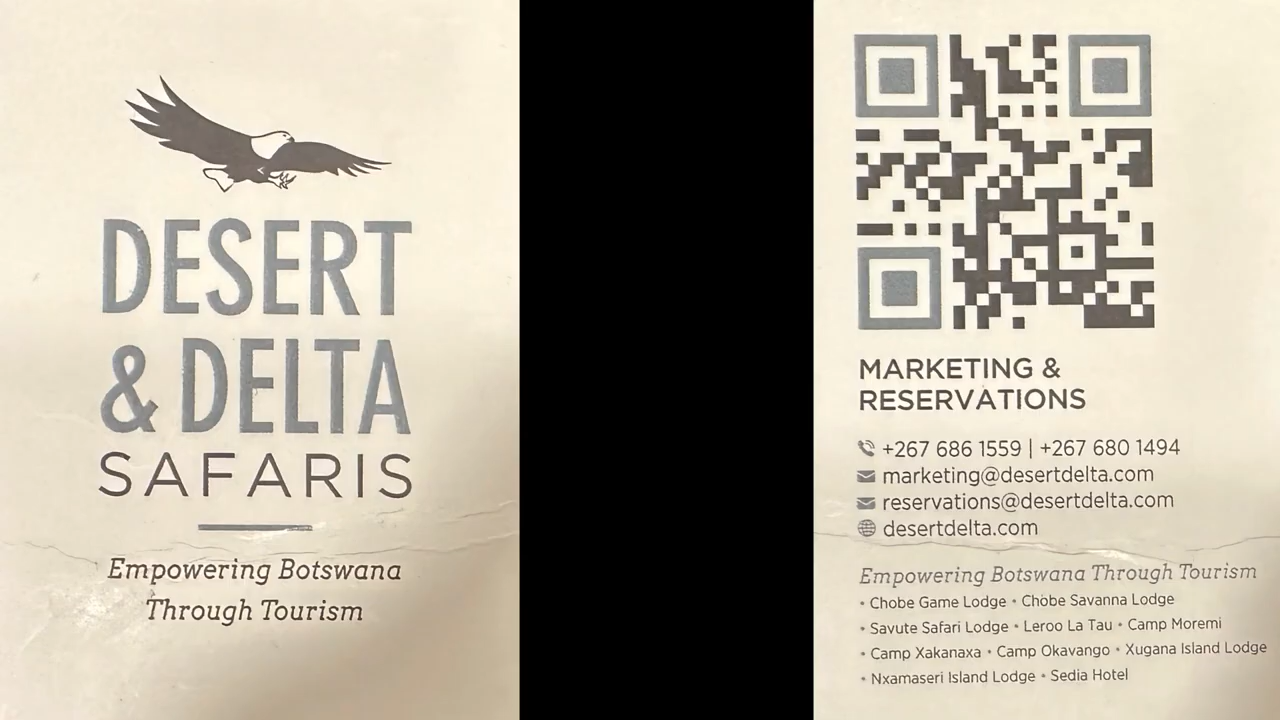 DESERT
& DELTA
SAFARIS
Empowering Botswana
Through Tourism
MARKETING &
RESERVATIONS
+267 686 1559 | +267 680 1494
marketing@desertdelta.com
reservations@desertdelta.com
desertdelta.com
Empowering Botswana Through Tourism
• Chobe Game Lodge • Chobe Savanna Lodge
• Savute Safari Lodge • Leroo La Tau • Camp Moremi
• Camp Xakanaxa • Camp Okavango • Xugana Island Lodge
• Nxamaseri Island Lodge • Sedia Hotel